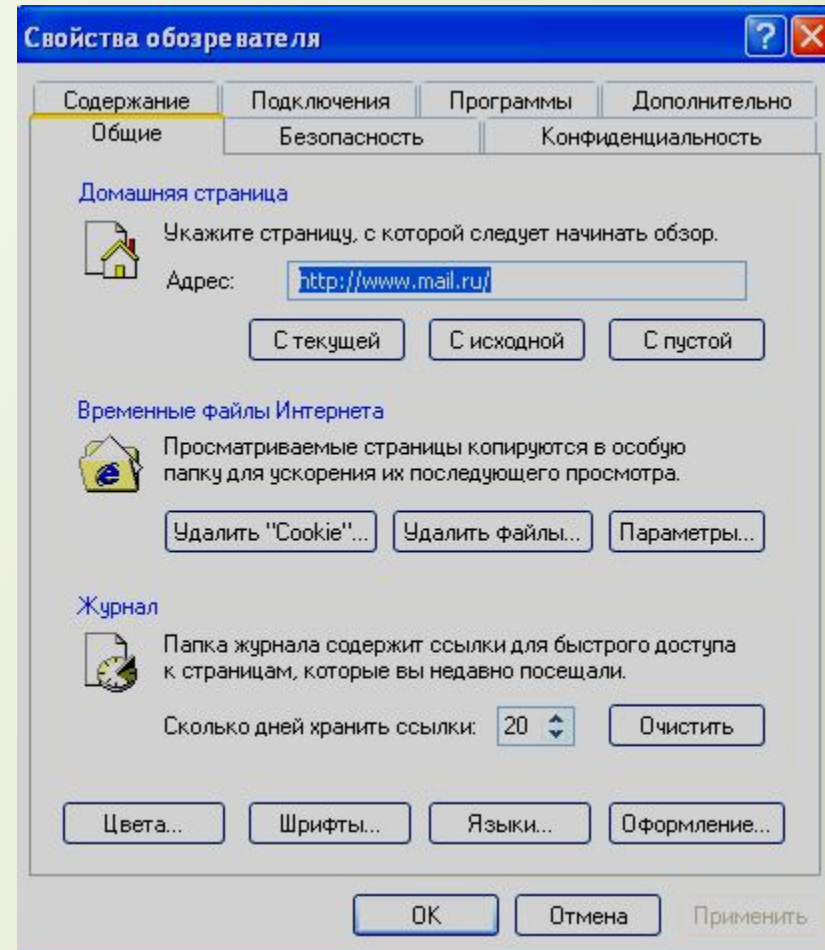 Свойства обозревателя
Содержание Подключения Программы Дополнительно
Общие Безопасность Конфиденциальность
Домашняя страница
Укажите страницу, с которой следует начинать обзор.
Адрес: http://www.mail.ru/
С текущей С исходной С пустой
Временные файлы Интернета
Просматриваемые страницы копируются в особую
папку для ускорения их последующего просмотра.
Удалить "Cookie"... Удалить файлы... Параметры...
Журнал
Папка журнала содержит ссылки для быстрого доступа
к страницам, которые вы недавно посещали.
Сколько дней хранить ссылки: 20 Очистить
Цвета... Шрифты... Языки... Оформление...
OK Отмена Применить